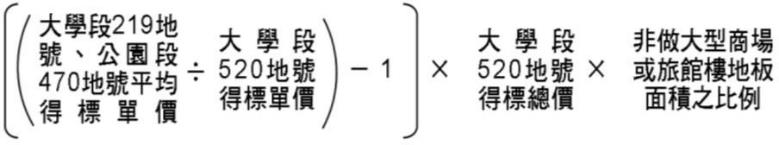 大學段219地
號、公園段
470地號平均
得標單價
÷
大學段
520地號
得標單價
− 1
×
大學段
520地號
得標總價
×
非做大型商場
或旅館樓地板
面積之比例